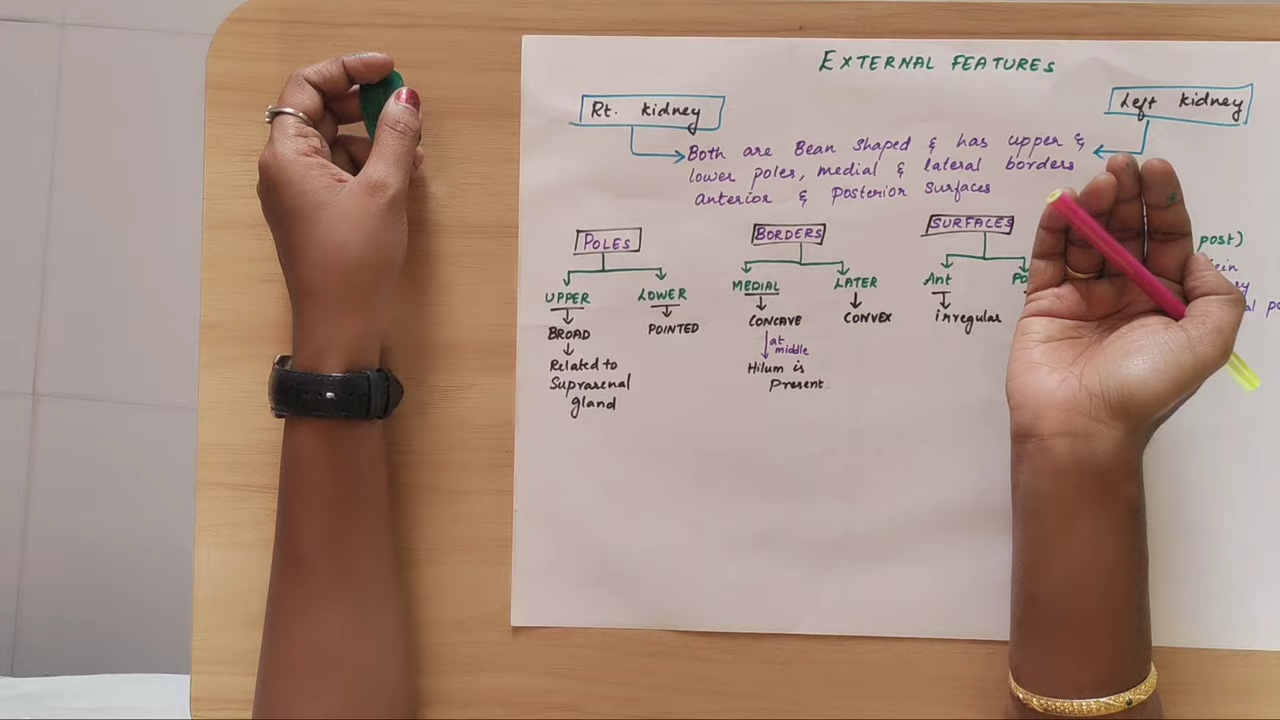 EXTERNAL FEATURES
Rt. kidney
Left kidney
Both are Bean shaped & has upper &
lower poles, medial & lateral borders
anterior & posterior surfaces
POLES
UPPER
BROAD
Related to
Suprarenal
gland
LOWER
POINTED
BORDERS
MEDIAL
CONCAVE
at
middle
Hilum is
Present
LATER
CONVEX
SURFACES
Ant
irregular
post)